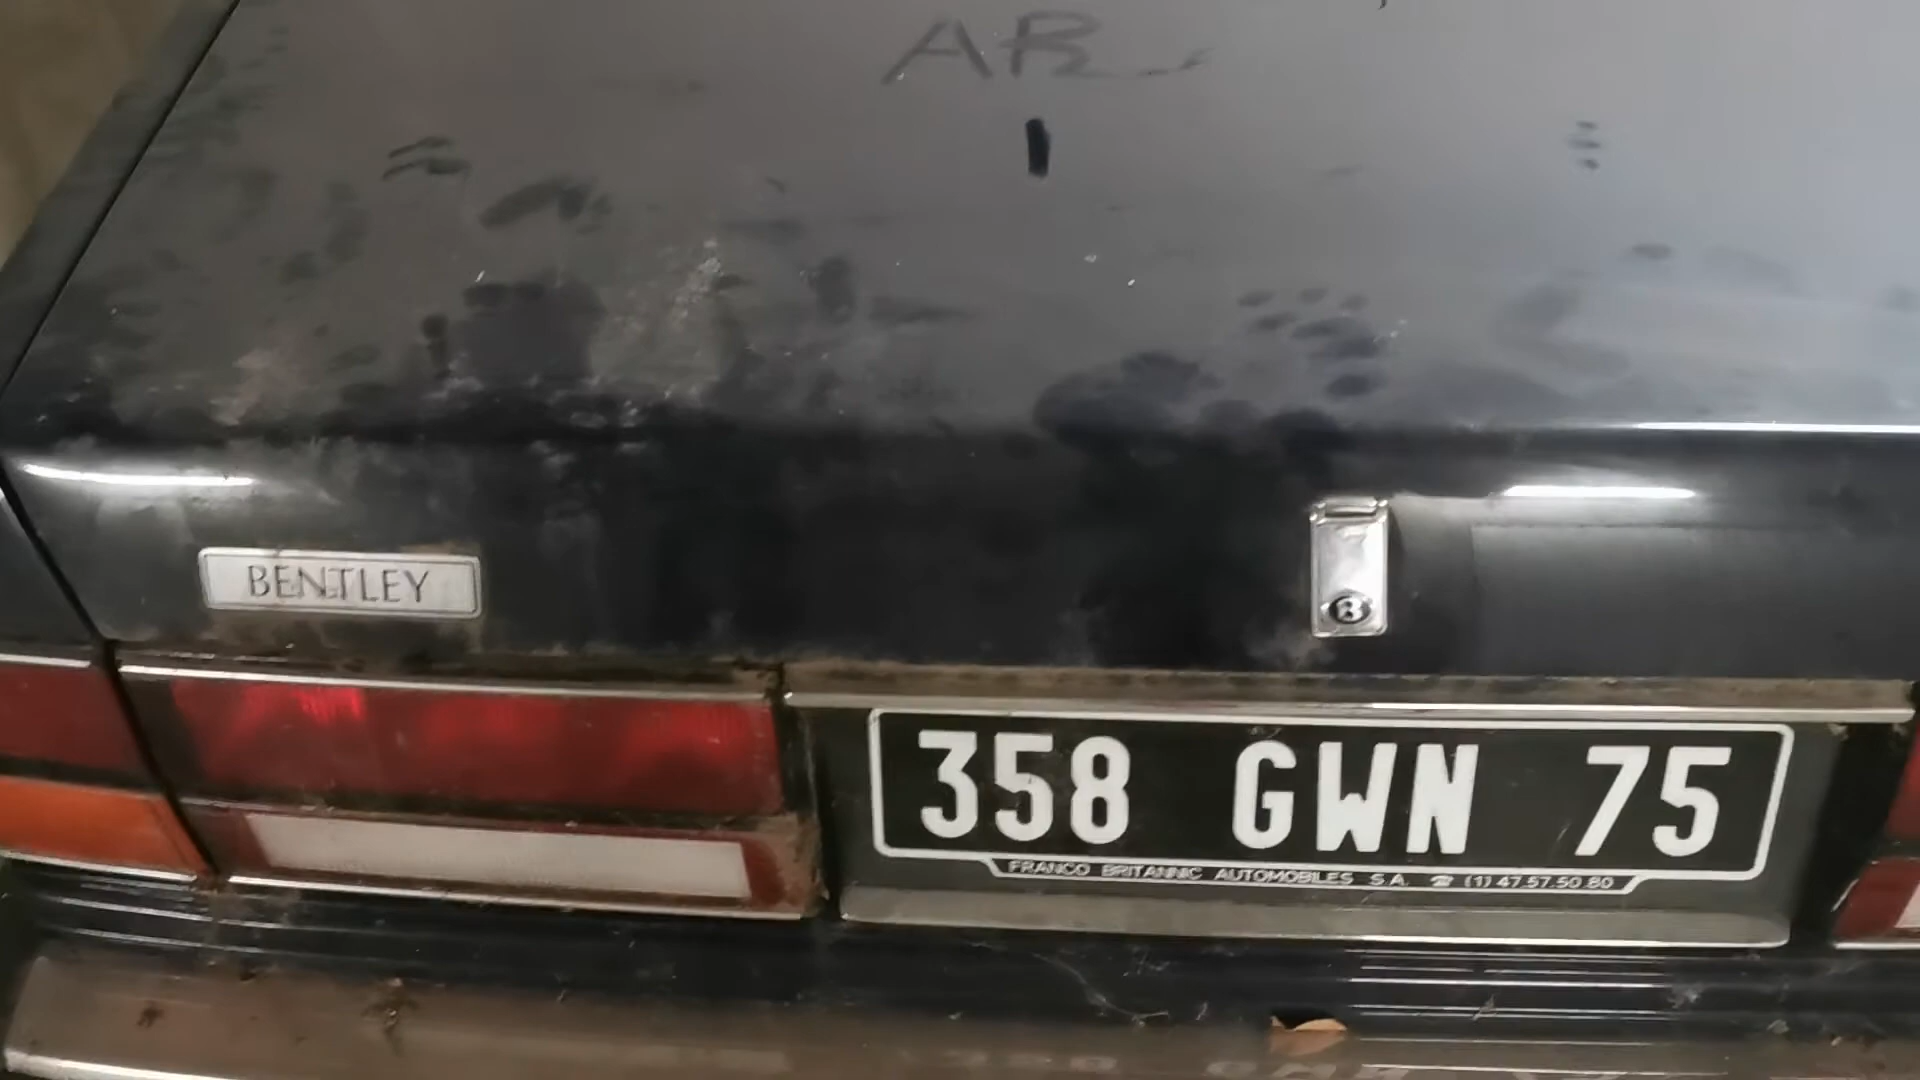 AR
BENTLEY
B
358 GWN 75
FRANCO BRITANNIC AUTOMOBILES S.A. ☎ (1) 47.57.50.80